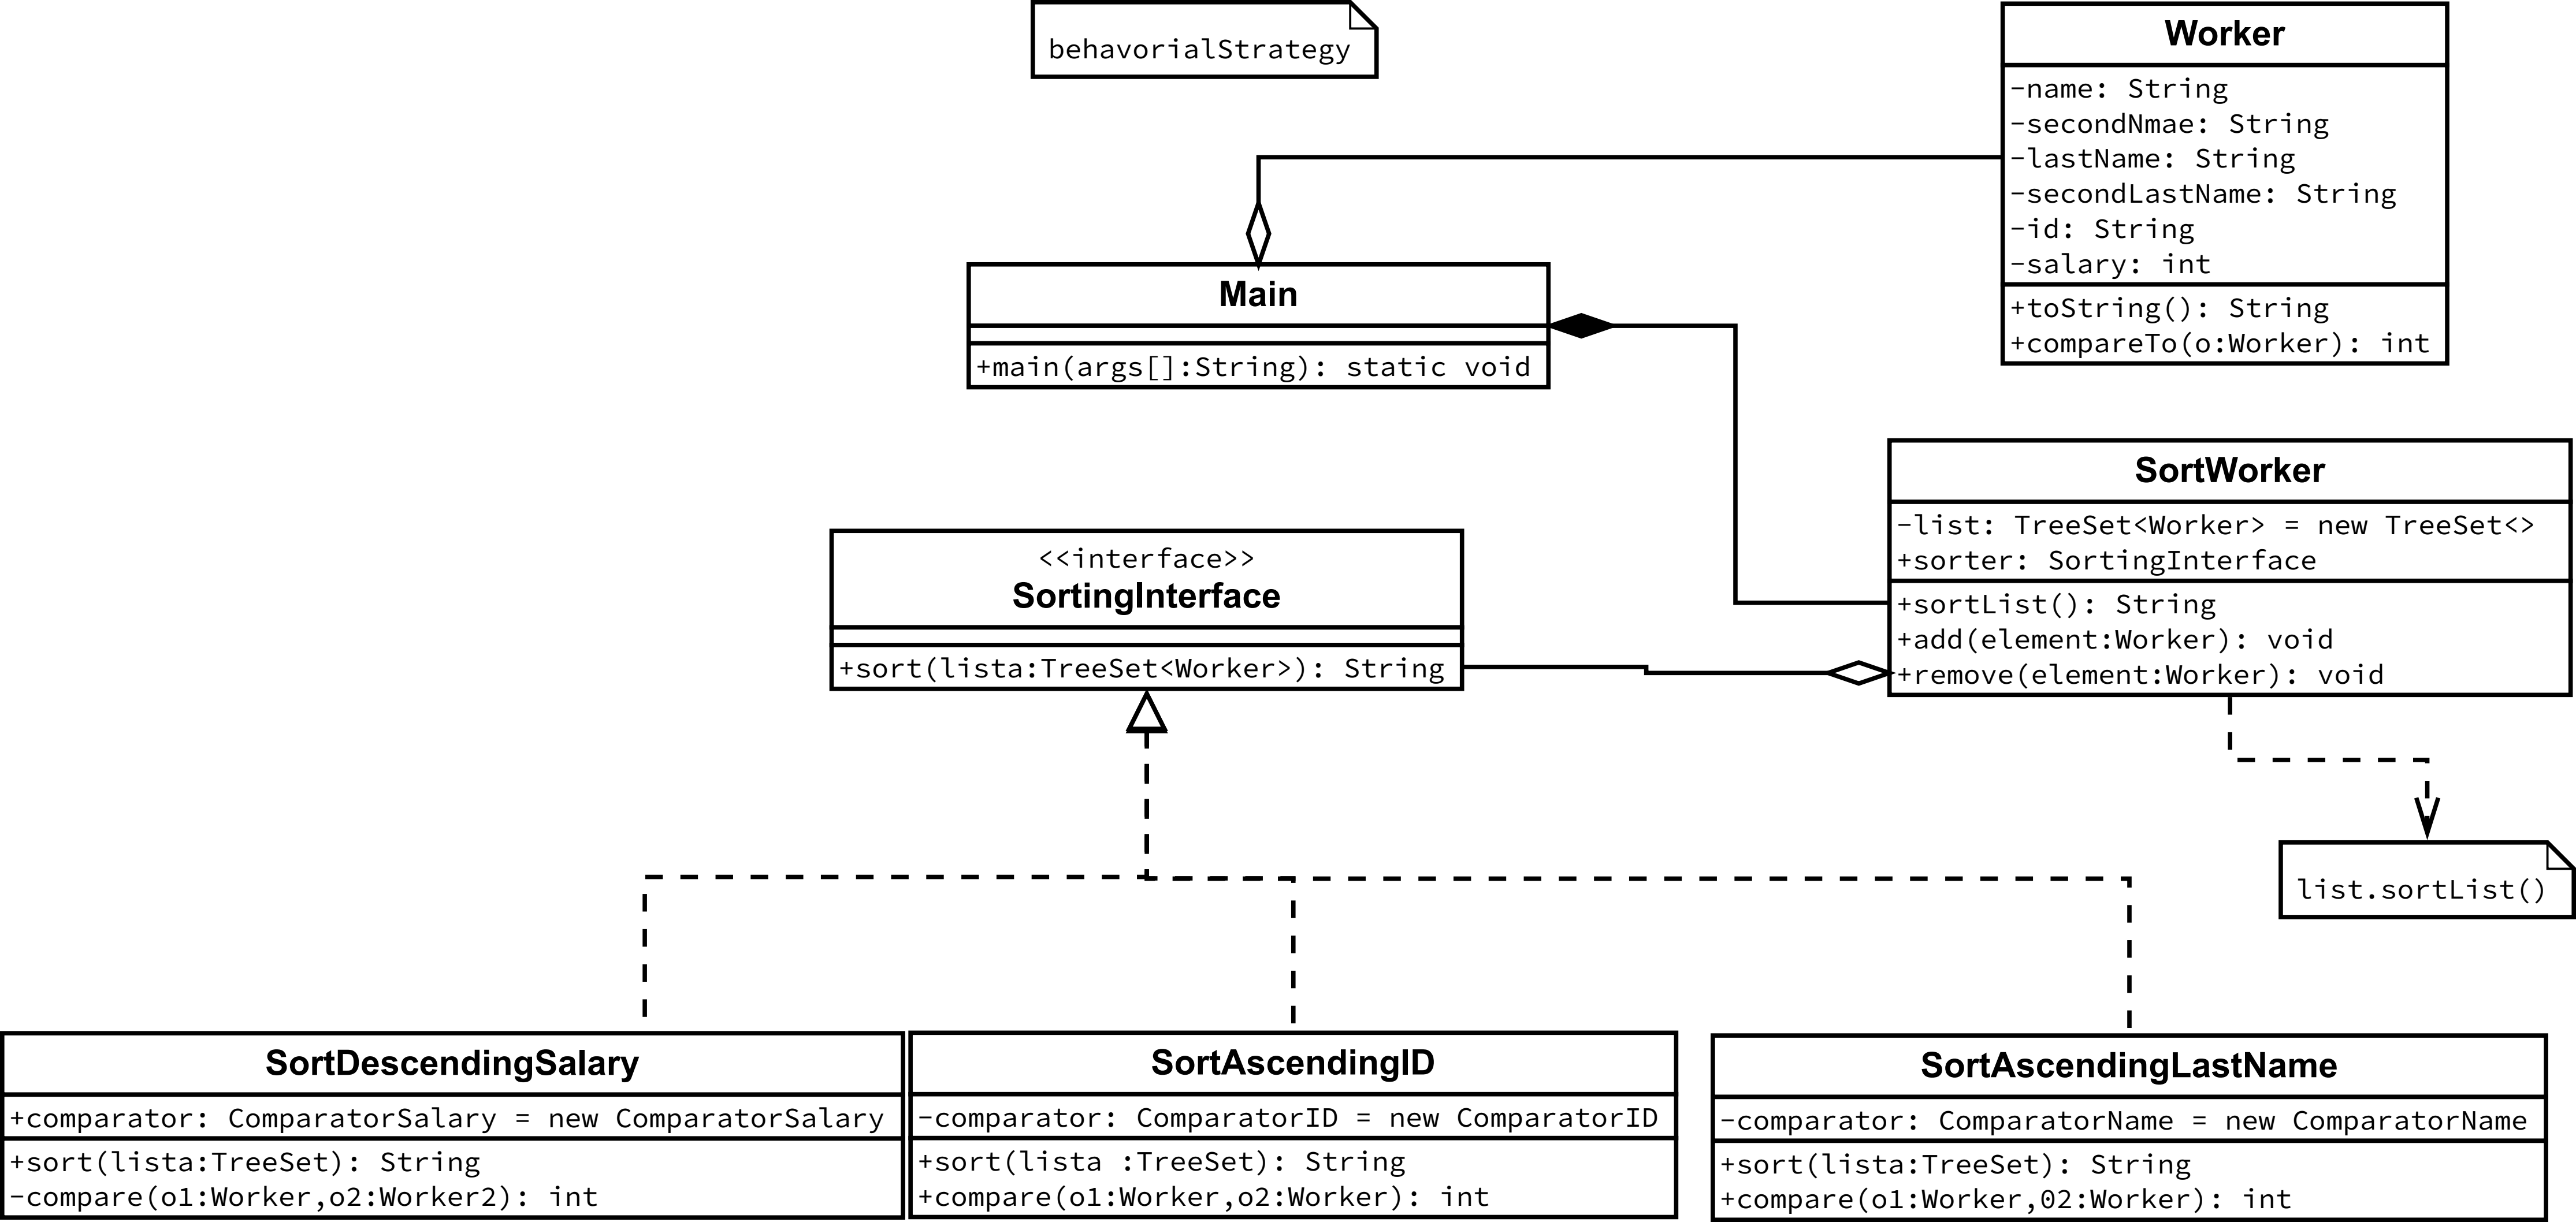 behavorialStrategy
Worker
-name: String
-secondNmae: String
-lastName: String
-secondLastName: String
-id: String
-salary: int
+toString(): String
+compareTo(o:Worker): int
Main
+main(args[]:String): static void
SortWorker
-list: TreeSet<Worker> = new TreeSet<>
+sorter: SortingInterface
+sortList(): String
+add(element:Worker): void
+remove(element:Worker): void
<<interface>>
SortingInterface
+sort(lista:TreeSet<Worker>): String
list.sortList()
SortDescendingSalary
+comparator: ComparatorSalary = new ComparatorSalary
+sort(lista:TreeSet): String
-compare(o1:Worker,o2:Worker2): int
SortAscendingID
-comparator: ComparatorID = new ComparatorID
+sort(lista :TreeSet): String
+compare(o1:Worker,o2:Worker): int
SortAscendingLastName
-comparator: ComparatorName = new ComparatorName
+sort(lista:TreeSet): String
+compare(o1:Worker,02:Worker): int